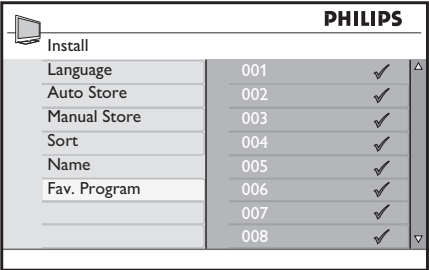 PHILIPS
Install
Language 001 ✓
Auto Store 002 ✓
Manual Store 003 ✓
Sort 004 ✓
Name 005 ✓
Fav. Program 006 ✓
007 ✓
008 ✓